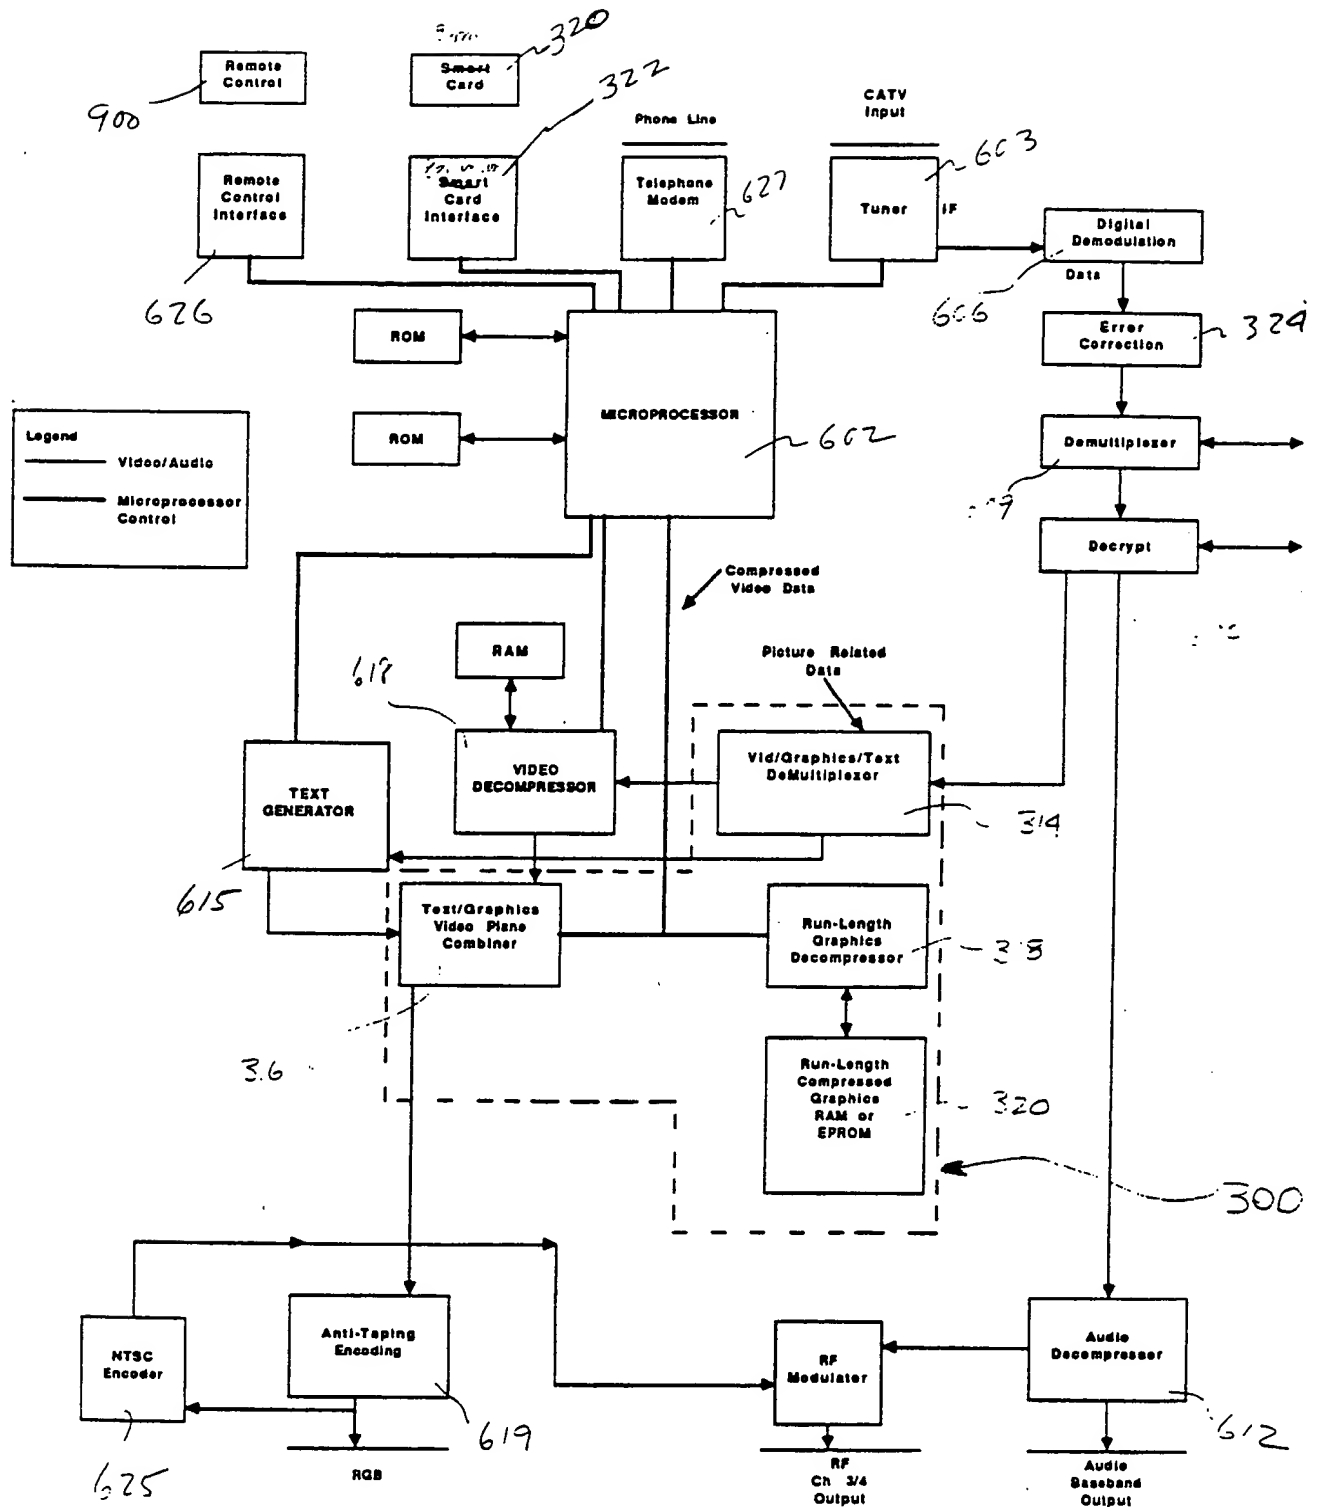 320
Remote
Control
Smart
Card
322
900
CATV
Input
Phone Line
603
Remote
Control
Interface
Smart
Card
Interface
Telephone
Modem
627
Tuner
IF
Digital
Demodulation
Data
626
606
ROM
Error
Correction
324
MICROPROCESSOR
Legend
ROM
602
Demultiplexer
Video/Audio
Microprocessor
Control
Decrypt
Compressed
Video Data
RAM
Picture Related
Data
618
Vid/Graphics/Text
DeMultiplexor
VIDEO
DECOMPRESSOR
TEXT
GENERATOR
314
615
Text/Graphics
Video Plane
Combiner
Run-Length
Graphics
Decompressor
Run-Length
Compressed
Graphics
RAM or
EPROM
320
300
Anti-Taping
Encoding
NTSC
Encoder
RF
Modulator
Audio
Decompressor
619
612
625
RGB
RF
Ch 3/4
Output
Audio
Baseband
Output